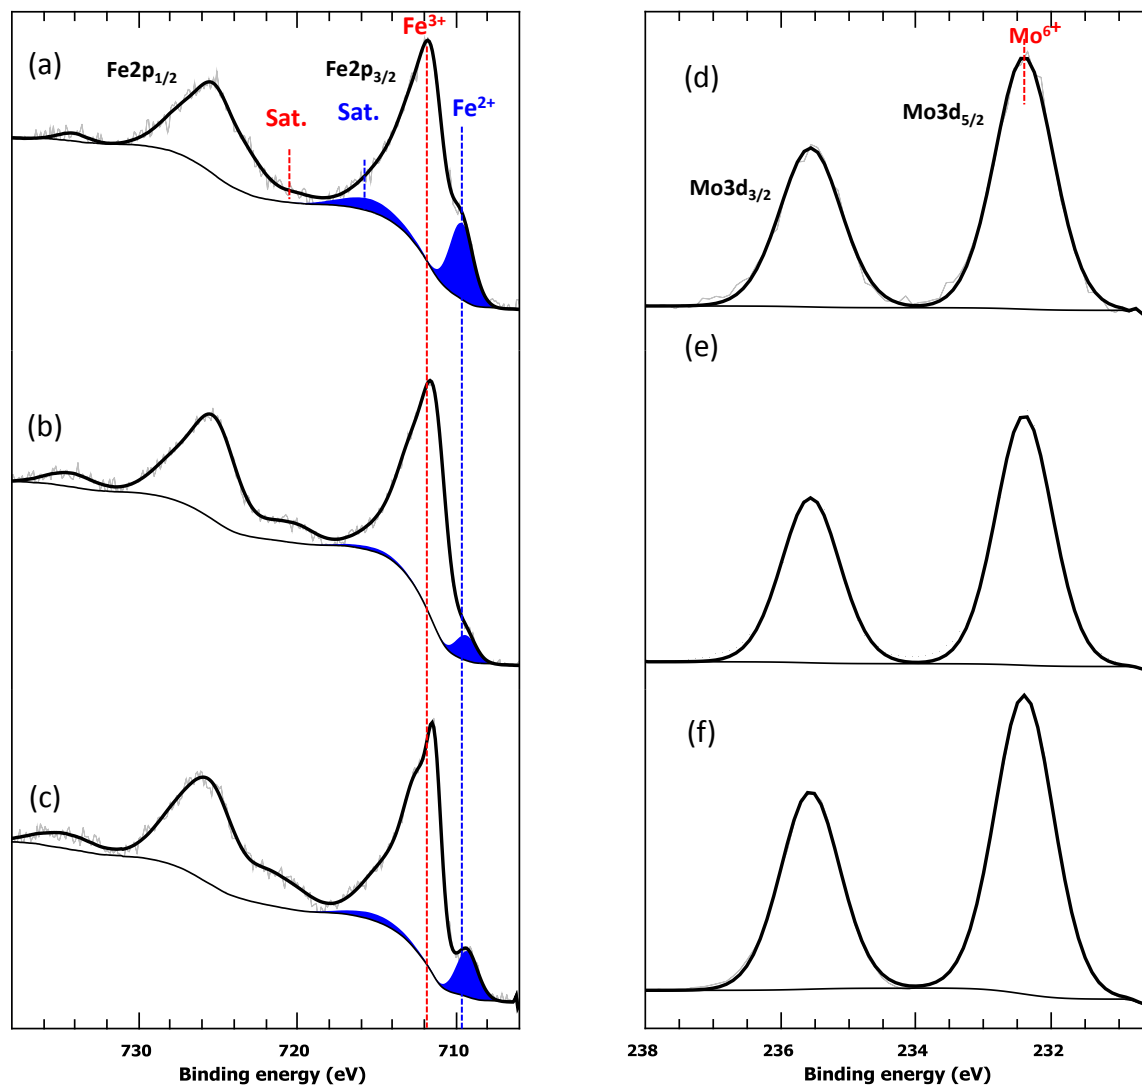 (a)
Fe2p1/2
Fe2p3/2
Fe3+
Sat.
Sat.
Fe2+
(b)
(c)
730
720
710
Binding energy (eV)
(d)
Mo6+
Mo3d5/2
Mo3d3/2
(e)
(f)
238
236
234
232
Binding energy (eV)